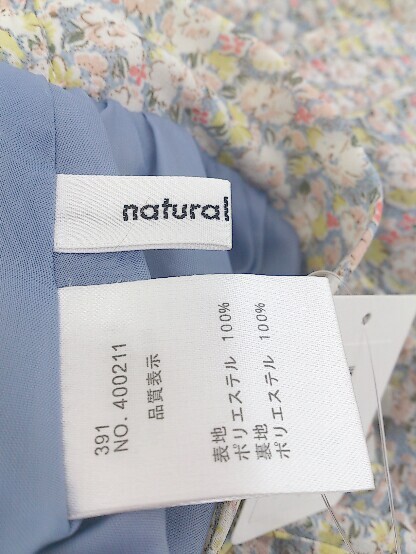 natural
391
NO. 400211
品質表示
表地
ポリエステル 100%
裏地
ポリエステル 100%